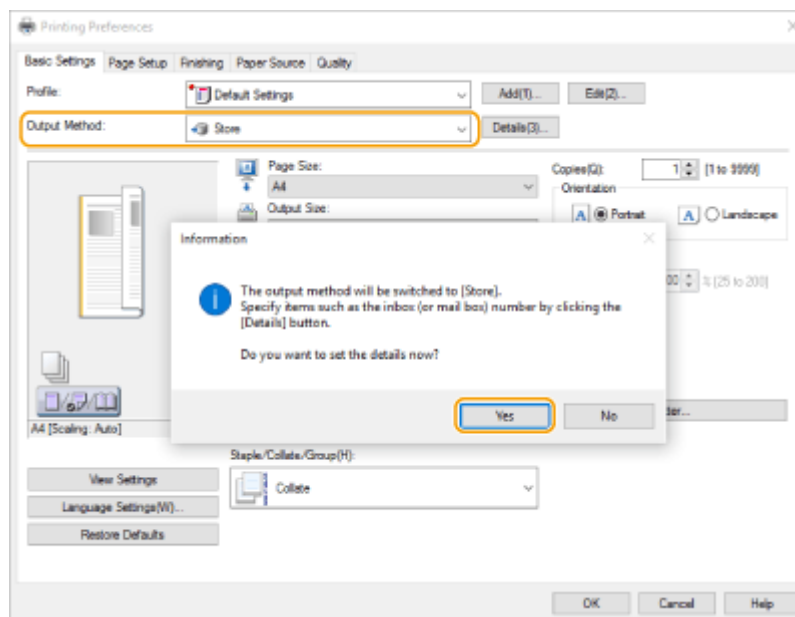 Printing Preferences
Basic Settings Page Setup Finishing Paper Source Quality
Profile: Default Settings Add(1)... Edit(2)...
Output Method: Store Details(3)...
Page Size: Copies(Q): 1 [1 to 9999]
A4 Orientation
Output Size: A Portrait A Landscape
Information
00 % [25 to 200]
The output method will be switched to [Store].
Specify items such as the inbox (or mail box) number by clicking the
[Details] button.
Do you want to set the details now?
Yes No
A4 [Scaling: Auto]
Staple/Collate/Group(H):
View Settings Collate
Language Settings(W)...
Restore Defaults
OK Cancel Help